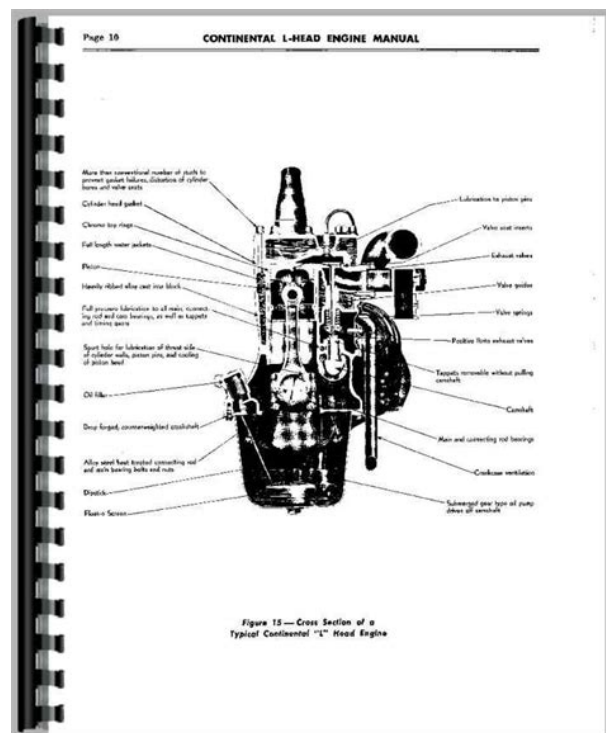 Page 10
CONTINENTAL L-HEAD ENGINE MANUAL
More than conventional number of studs to
prevent gasket failures, distortion of cylinder
bores and valve seats
Cylinder head gasket
Chrome top rings
Full length water jackets
Piston
Heavily ribbed alloy cast iron block
Full pressure lubrication to all main, connect-
ing rod and cam bearings, as well as tappets
and timing gears
Spurt hole for lubrication of thrust side
of cylinder walls, piston pins, and cooling
of piston head
Oil filler
Drop forged, counterweighted crankshaft
Alloy steel heat treated connecting rod
and main bearing bolts and nuts
Dipstick
Float-o Screen
Lubrication to piston pins
Valve seat inserts
Exhaust valves
Valve guides
Valve springs
Positive Roto exhaust valves
Tappets removable without pulling
camshaft
Camshaft
Main and connecting rod bearings
Crankcase ventilation
Submerged gear type oil pump
driven off camshaft
Figure 15 — Cross Section of a
Typical Continental "L" Head Engine